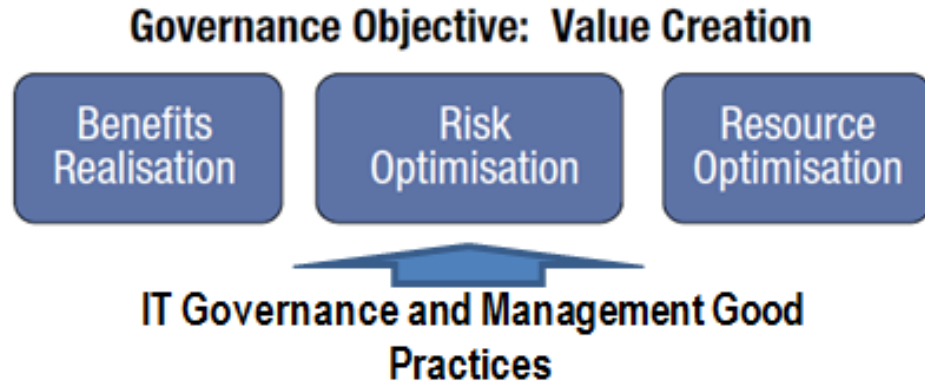 Governance Objective: Value Creation
Benefits
Realisation
Risk
Optimisation
Resource
Optimisation
IT Governance and Management Good
Practices